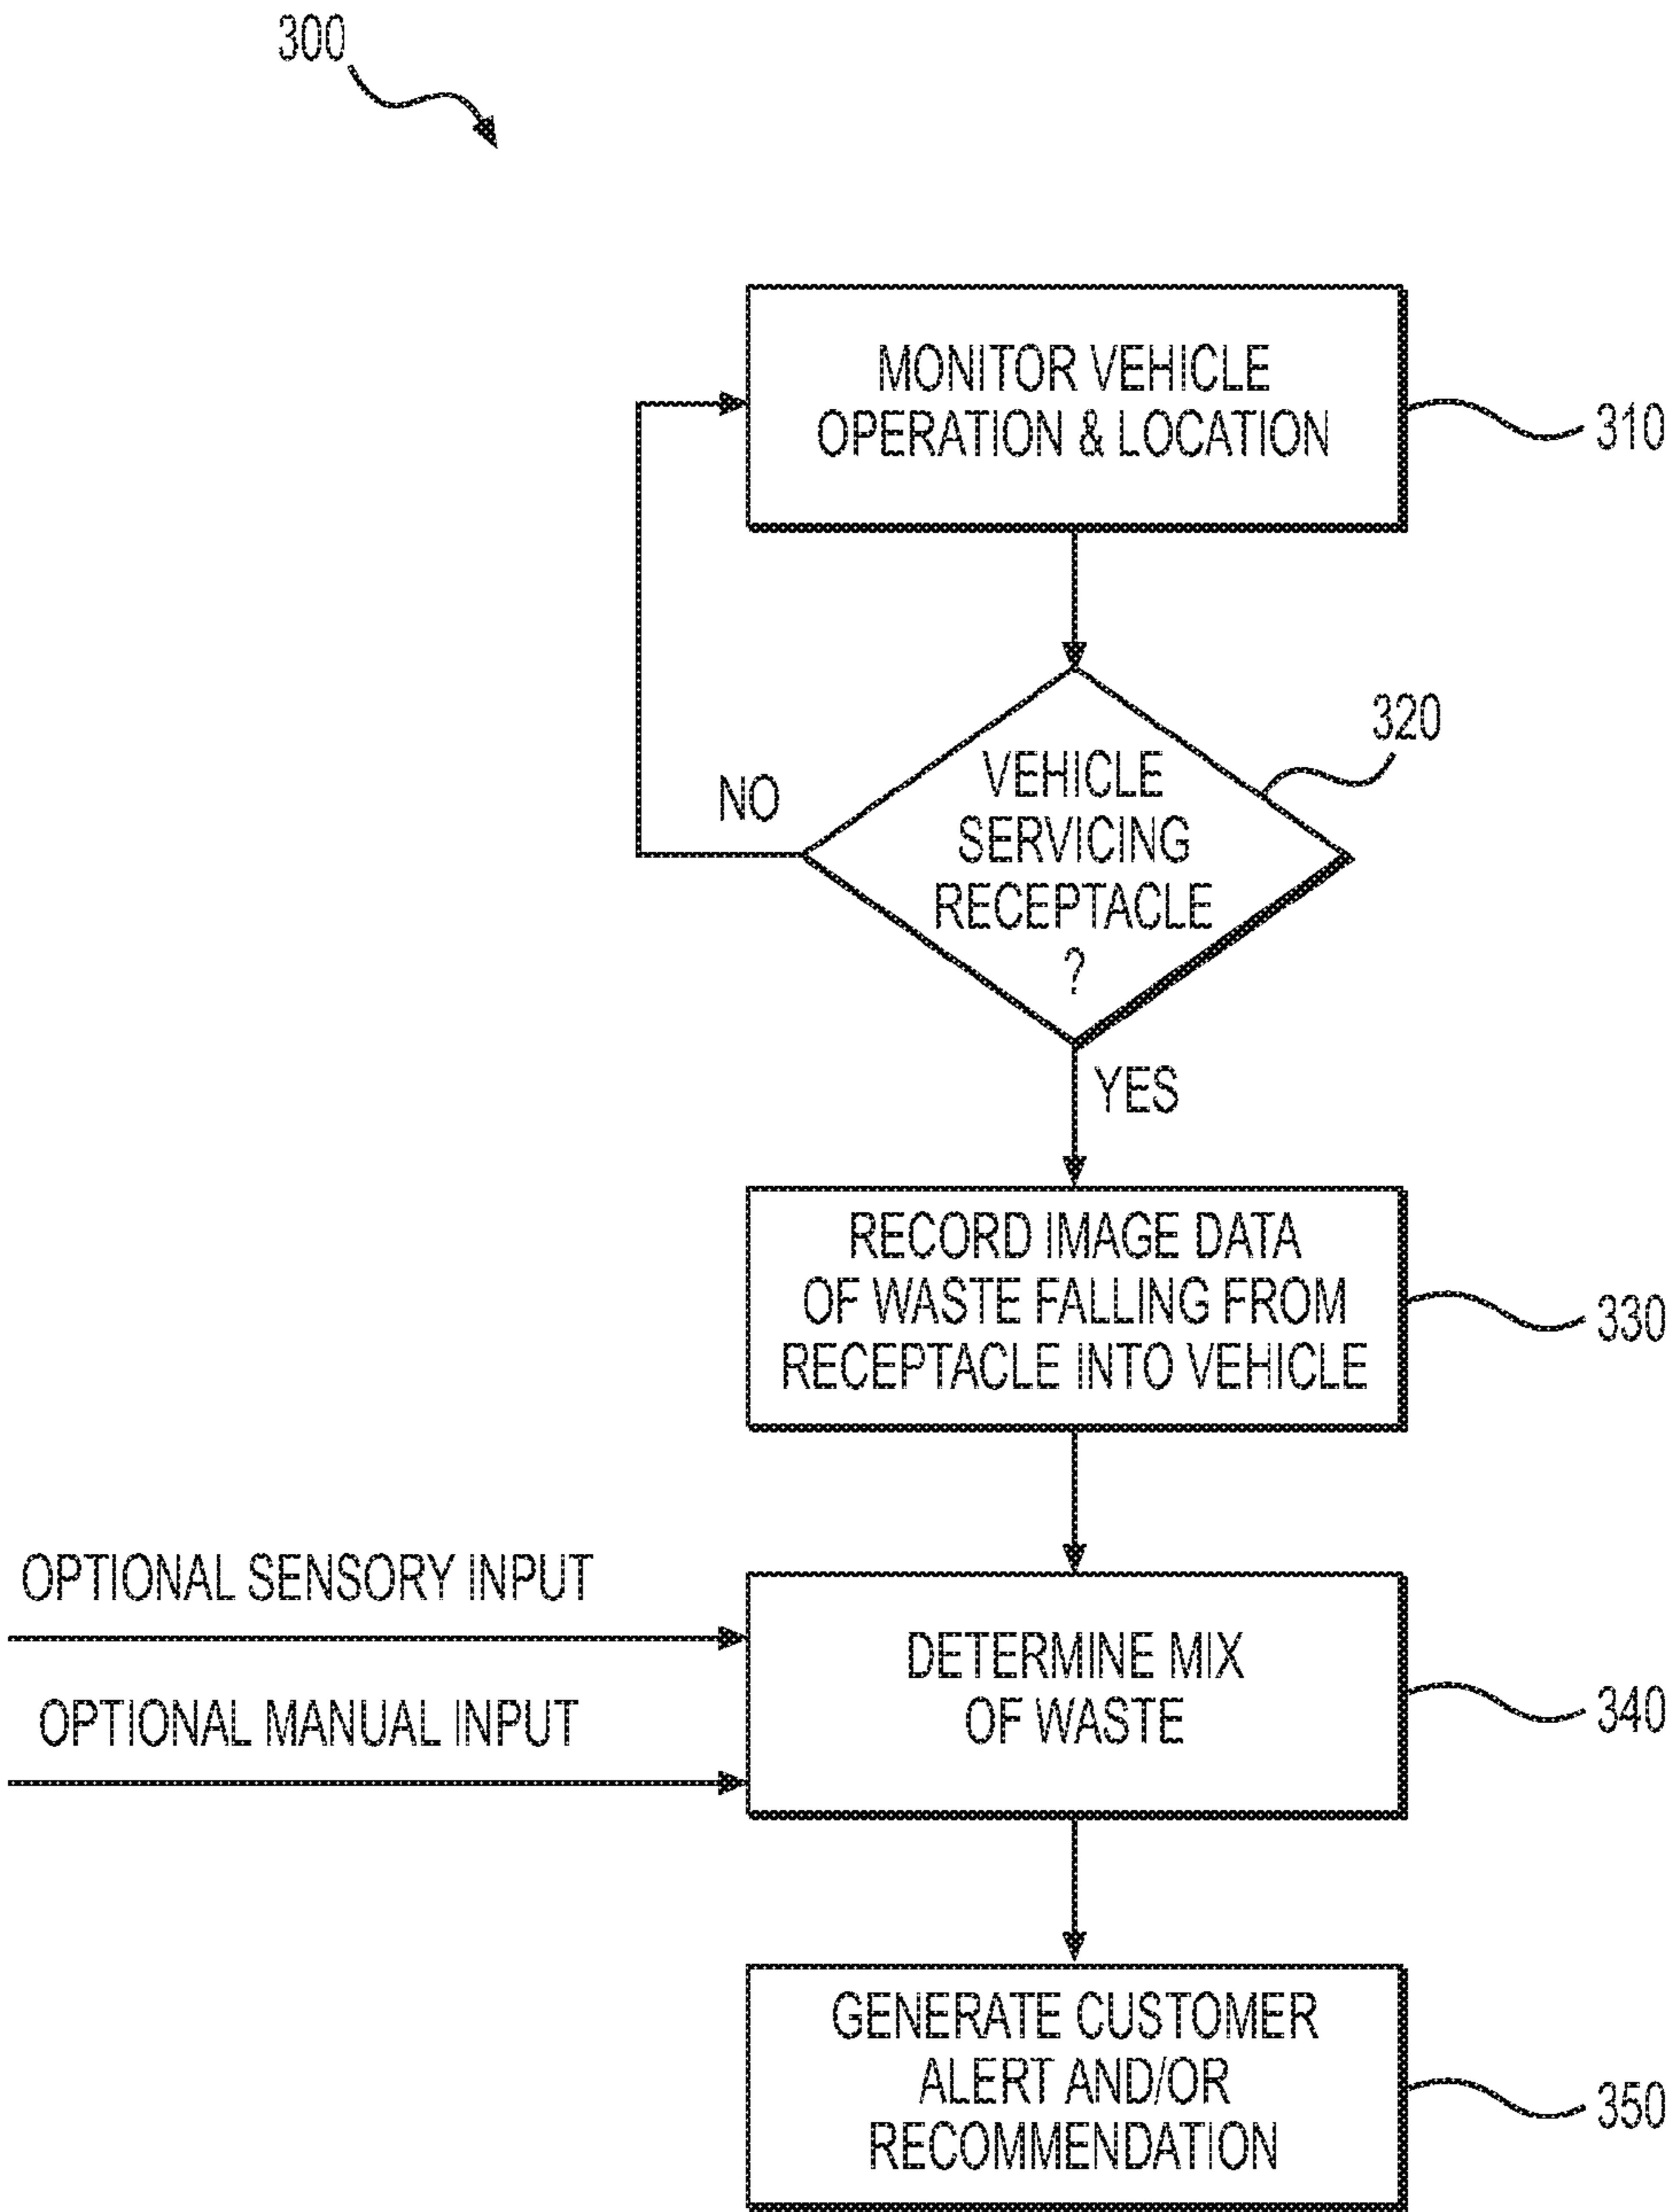 300
MONITOR VEHICLE
OPERATION & LOCATION
310
320
VEHICLE
SERVICING
RECEPTACLE
?
NO
YES
RECORD IMAGE DATA
OF WASTE FALLING FROM
RECEPTACLE INTO VEHICLE
330
OPTIONAL SENSORY INPUT
OPTIONAL MANUAL INPUT
DETERMINE MIX
OF WASTE
340
GENERATE CUSTOMER
ALERT AND/OR
RECOMMENDATION
350